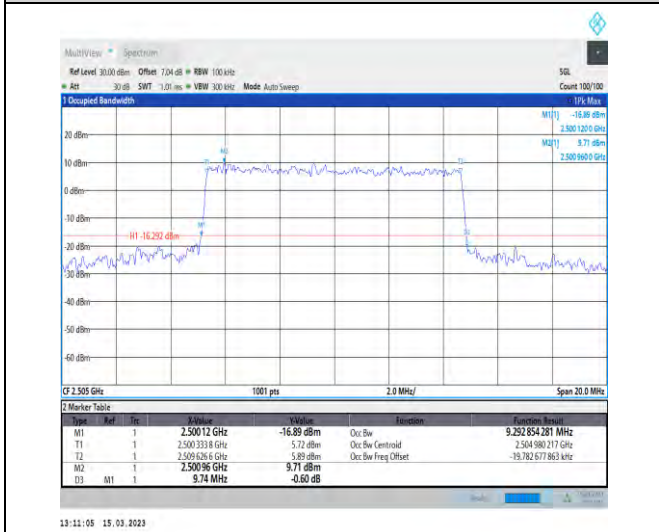 MultiView Spectrum
Ref Level 30.00 dBm Offset 7.04 dB RBW 100 kHz SGL
Att 30 dB SWT 1.01 ms VBW 300 kHz Mode Auto Sweep Count 100/100
1 Occupied Bandwidth 1Pk Max
M1[1] -16.89 dBm
2.500 120 0 GHz
M2[1] 9.71 dBm
2.500 960 0 GHz
20 dBm
M2
10 dBm
T1
T2
0 dBm
-10 dBm
M1
H1 -16.292 dBm
-20 dBm
-30 dBm
-40 dBm
-50 dBm
-60 dBm
CF 2.505 GHz 1001 pts 2.0 MHz/ Span 20.0 MHz
2 Marker Table
Type Ref Trc X-Value Y-Value Function Function Result
M1 1 2.50012 GHz -16.89 dBm Occ Bw 9.292 854 281 MHz
T1 1 2.500 333 8 GHz 5.72 dBm Occ Bw Centroid 2.504 980 217 GHz
T2 1 2.509 626 6 GHz 5.89 dBm Occ Bw Freq Offset -19.782 677 863 kHz
M2 1 2.50096 GHz 9.71 dBm
D3 M1 1 9.74 MHz -0.60 dB
13:11:05 15.03.2023